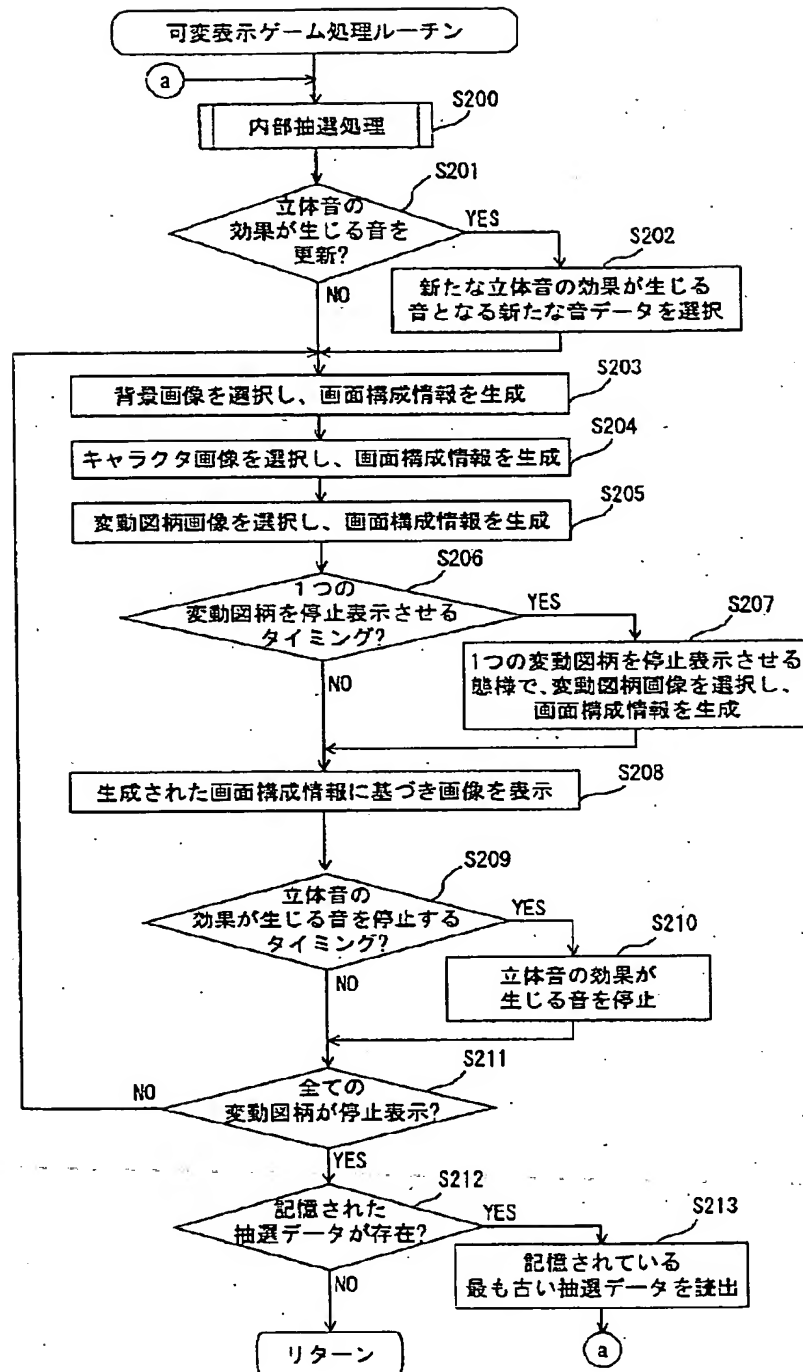 可変表示ゲーム処理ルーチン
a
S200
内部抽選処理
S201
立体音の
効果が生じる音を
更新?
YES
NO
S202
新たな立体音の効果が生じる
音となる新たな音データを選択
S203
背景画像を選択し、画面構成情報を生成
S204
キャラクタ画像を選択し、画面構成情報を生成
S205
変動図柄画像を選択し、画面構成情報を生成
S206
1つの
変動図柄を停止表示させる
タイミング?
YES
NO
S207
1つの変動図柄を停止表示させる
態様で、変動図柄画像を選択し、
画面構成情報を生成
S208
生成された画面構成情報に基づき画像を表示
S209
立体音の
効果が生じる音を停止する
タイミング?
YES
NO
S210
立体音の効果が
生じる音を停止
S211
全ての
変動図柄が停止表示?
NO
YES
S212
記憶された
抽選データが存在?
YES
NO
S213
記憶されている
最も古い抽選データを読出
リターン
a